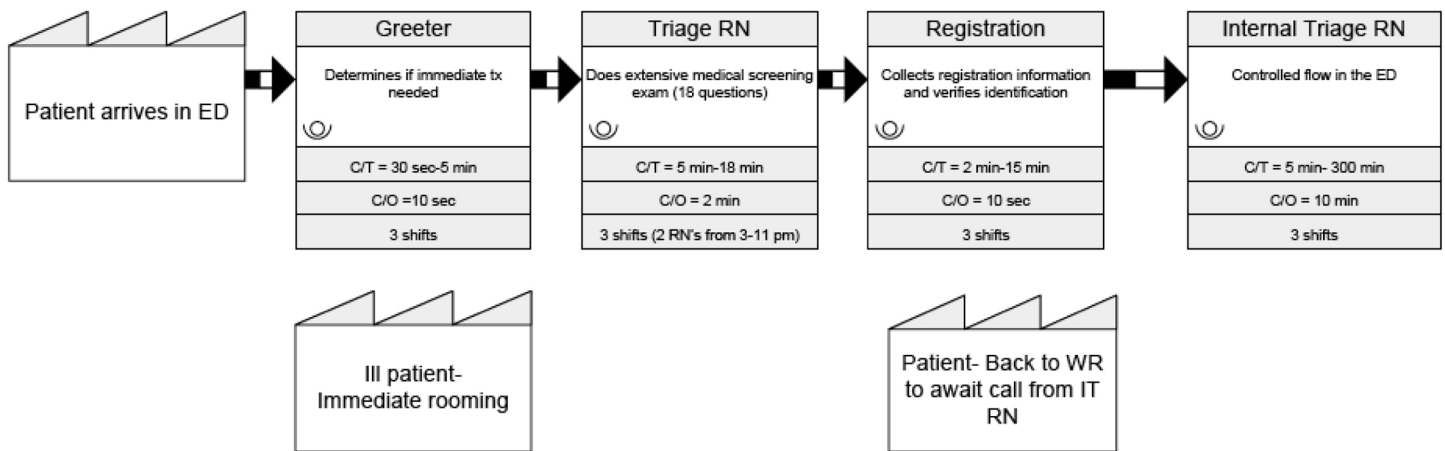 Patient arrives in ED
Greeter
Determines if immediate tx
needed
C/T = 30 sec-5 min
C/O =10 sec
3 shifts
Triage RN
Does extensive medical screening
exam (18 questions)
C/T = 5 min-18 min
C/O = 2 min
3 shifts (2 RN's from 3-11 pm)
Registration
Collects registration information
and verifies identification
C/T = 2 min-15 min
C/O = 10 sec
3 shifts
Internal Triage RN
Controlled flow in the ED
C/T = 5 min- 300 min
C/O = 10 min
3 shifts
Ill patient-
Immediate rooming
Patient- Back to WR
to await call from IT
RN